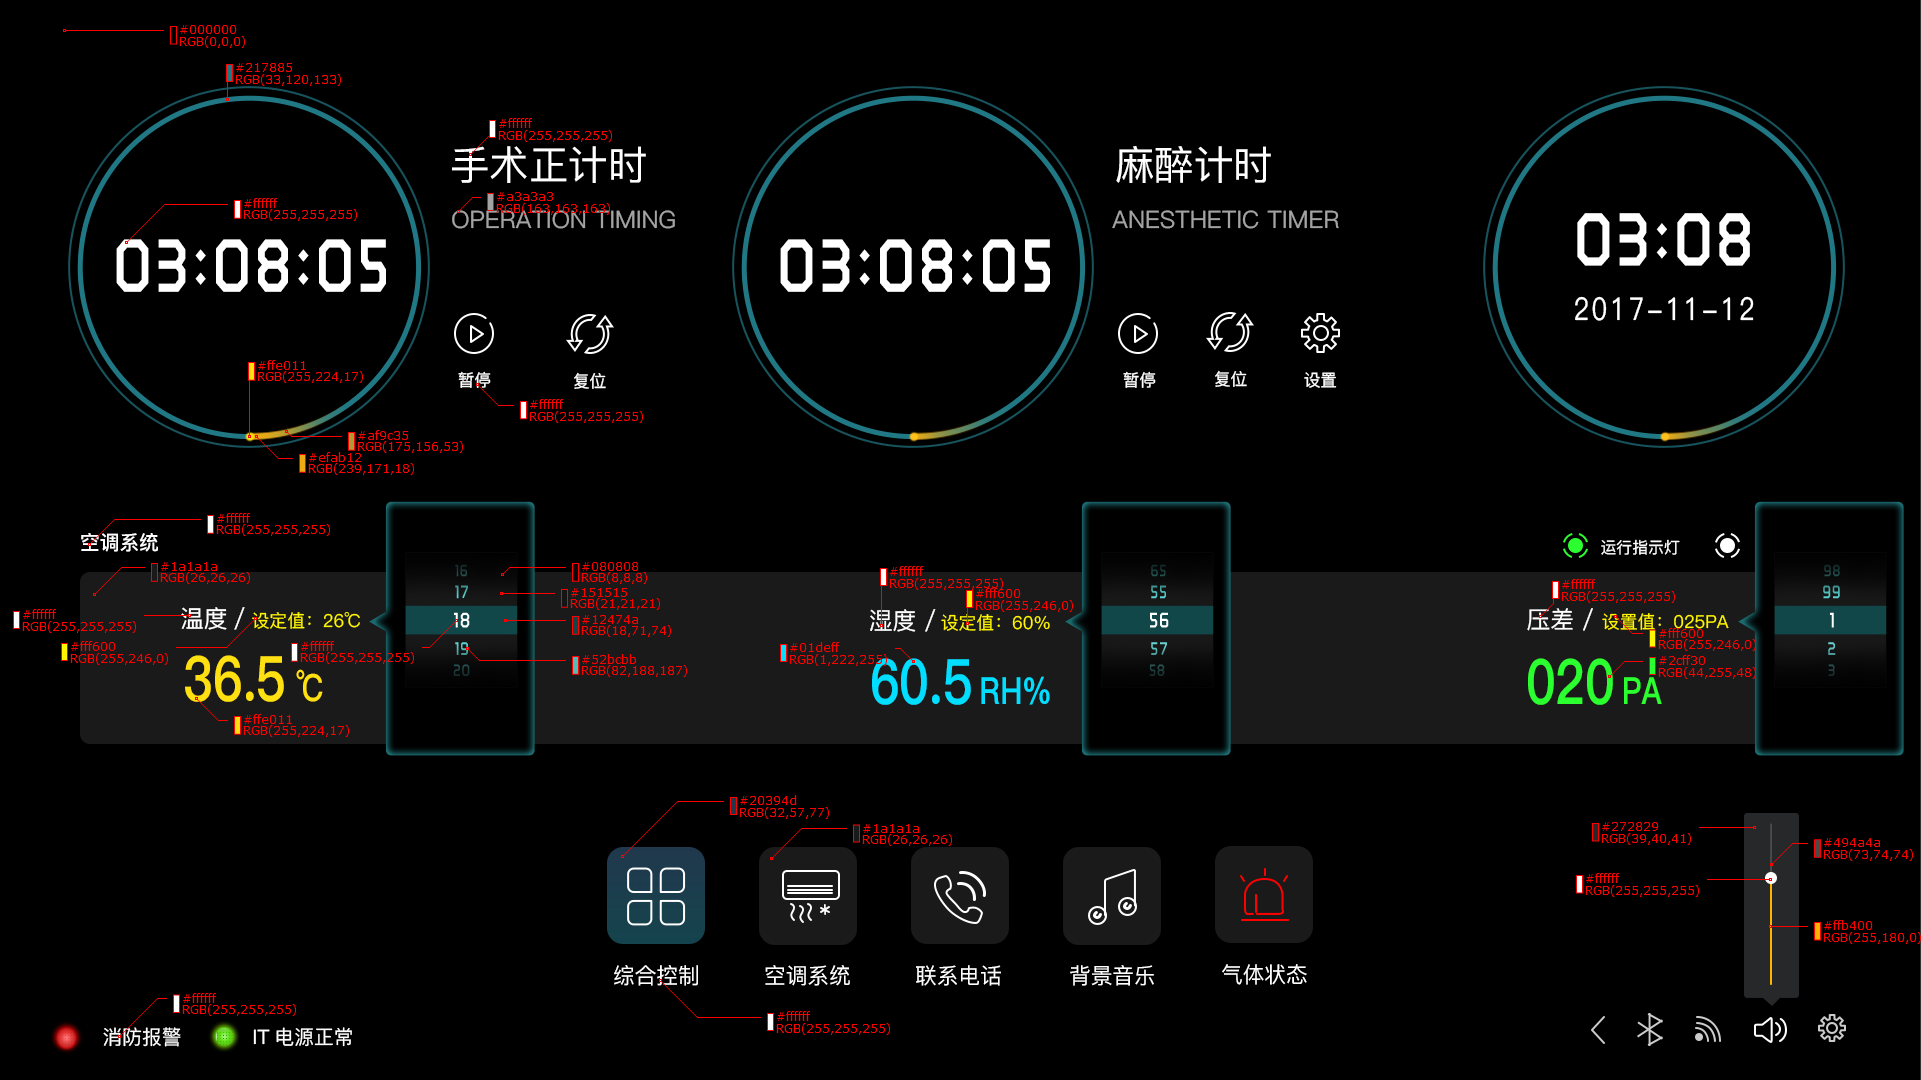 #000000
RGB(0,0,0)
#217885
RGB(33,120,133)
#ffffff
RGB(255,255,255)
手术正计时
#a3a3a3
RGB(163,163,163)
OPERATION TIMING
#ffffff
RGB(255,255,255)
03:08:05
#ffe011
RGB(255,224,17)
暂停
复位
#ffffff
RGB(255,255,255)
#af9c35
RGB(175,156,53)
#efab12
RGB(239,171,18)
麻醉计时
ANESTHETIC TIMER
03:08:05
暂停
复位
设置
03:08
2017-11-12
#ffffff
RGB(255,255,255)
空调系统
#1a1a1a
RGB(26,26,26)
#ffffff
RGB(255,255,255)
温度 / 设定值：26℃
#fff600
RGB(255,246,0)
#ffffff
RGB(255,255,255)
36.5 ℃
#ffe011
RGB(255,224,17)
16
17
18
19
20
#080808
RGB(8,8,8)
#151515
RGB(21,21,21)
#12474a
RGB(18,71,74)
#52bcbb
RGB(82,188,187)
#ffffff
RGB(255,255,255)
#fff600
RGB(255,246,0)
湿度 / 设定值：60%
#01deff
RGB(1,222,255)
60.5 RH%
65
55
56
57
58
运行指示灯
#ffffff
RGB(255,255,255)
压差 / 设置值：025PA
#fff600
RGB(255,246,0)
#2cff30
RGB(44,255,48)
020 PA
98
99
1
2
3
#20394d
RGB(32,57,77)
#1a1a1a
RGB(26,26,26)
综合控制
空调系统
联系电话
背景音乐
气体状态
#ffffff
RGB(255,255,255)
#272829
RGB(39,40,41)
#494a4a
RGB(73,74,74)
#ffffff
RGB(255,255,255)
#ffb400
RGB(255,180,0)
#ffffff
RGB(255,255,255)
消防报警
IT 电源正常